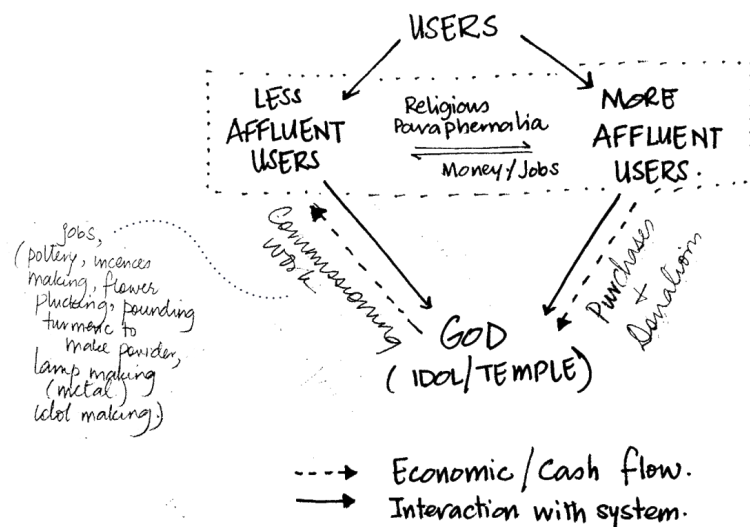 USERS
LESS
AFFLUENT
USERS
Religious
Paraphernalia
Money/Jobs
MORE
AFFLUENT
USERS.
Commissioning
Work
Purchases
+
Donations
jobs,
(pottery, incences
making, flower
plucking, pounding
turmeric to
make powder,
lamp making
(metal)
idol making.)
GOD
(IDOL/TEMPLE)
Economic/Cash flow.
Interaction with system.